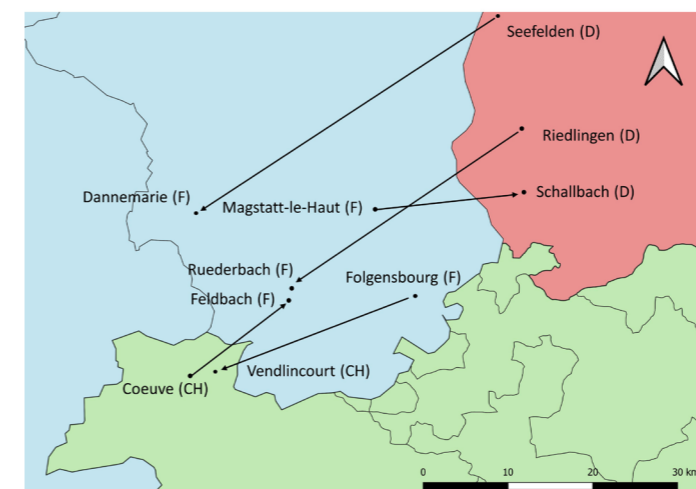 Seefelden (D)
Riedlingen (D)
Schallbach (D)
Dannemarie (F)
Magstatt-le-Haut (F)
Ruederbach (F)
Folgensbourg (F)
Feldbach (F)
Vendlincourt (CH)
Coeuve (CH)
0 10 20 30 km